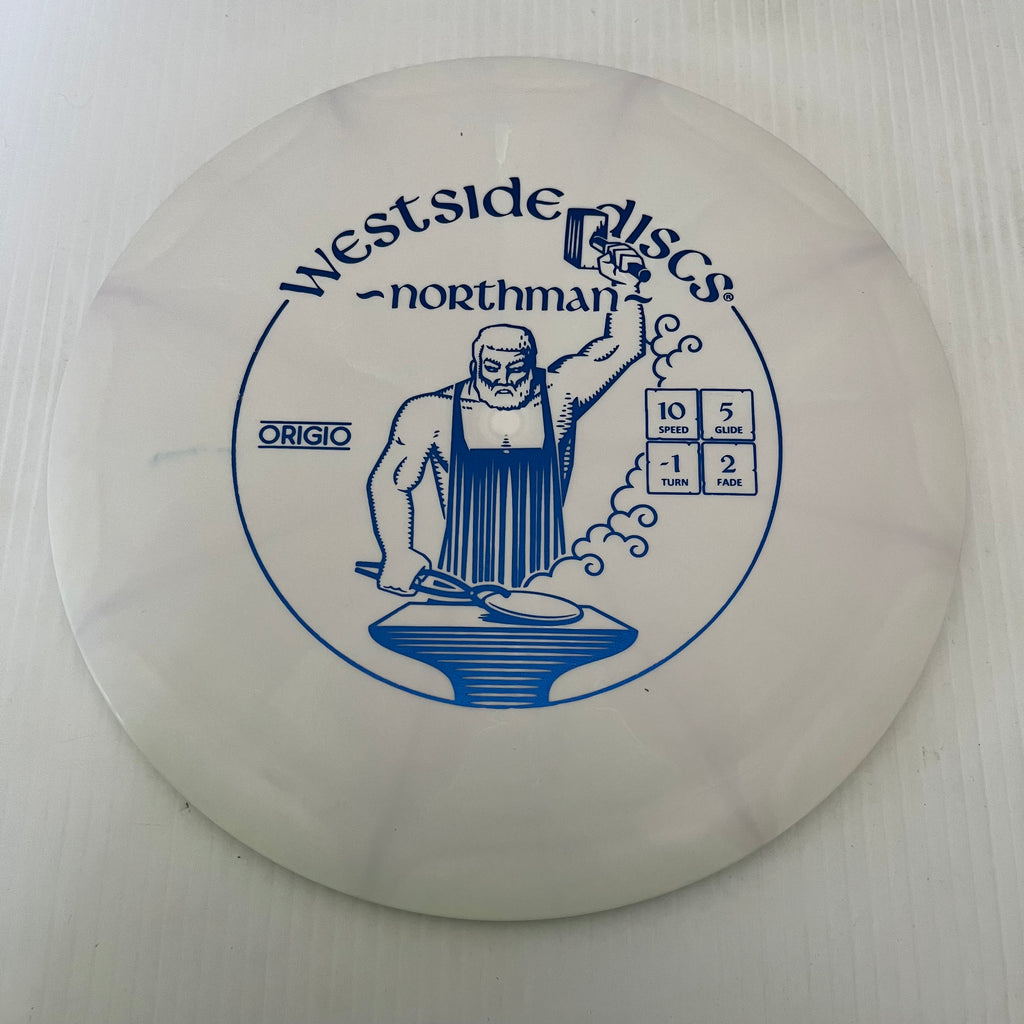 Westside Discs®
~northman~
ORIGIO
10 5
SPEED GLIDE
-1 2
TURN FADE